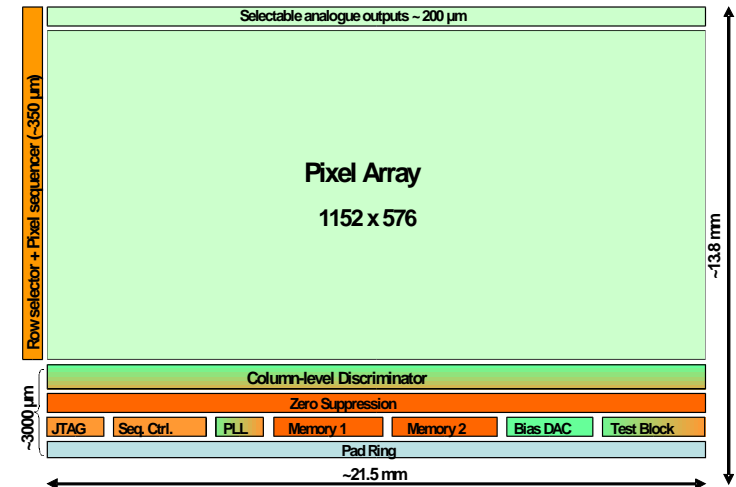 Selectable analogue outputs ~ 200 µm
Row selector + Pixel sequencer (~350 µm)
Pixel Array
1152 x 576
~13.8 mm
Column-level Discriminator
Zero Suppression
~3000 µm
JTAG
Seq. Ctrl.
PLL
Memory 1
Memory 2
Bias DAC
Test Block
Pad Ring
~21.5 mm